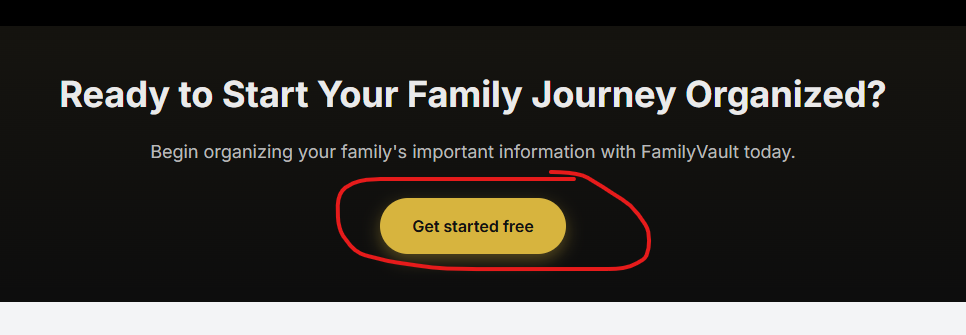 Ready to Start Your Family Journey Organized?
Begin organizing your family's important information with FamilyVault today.
Get started free